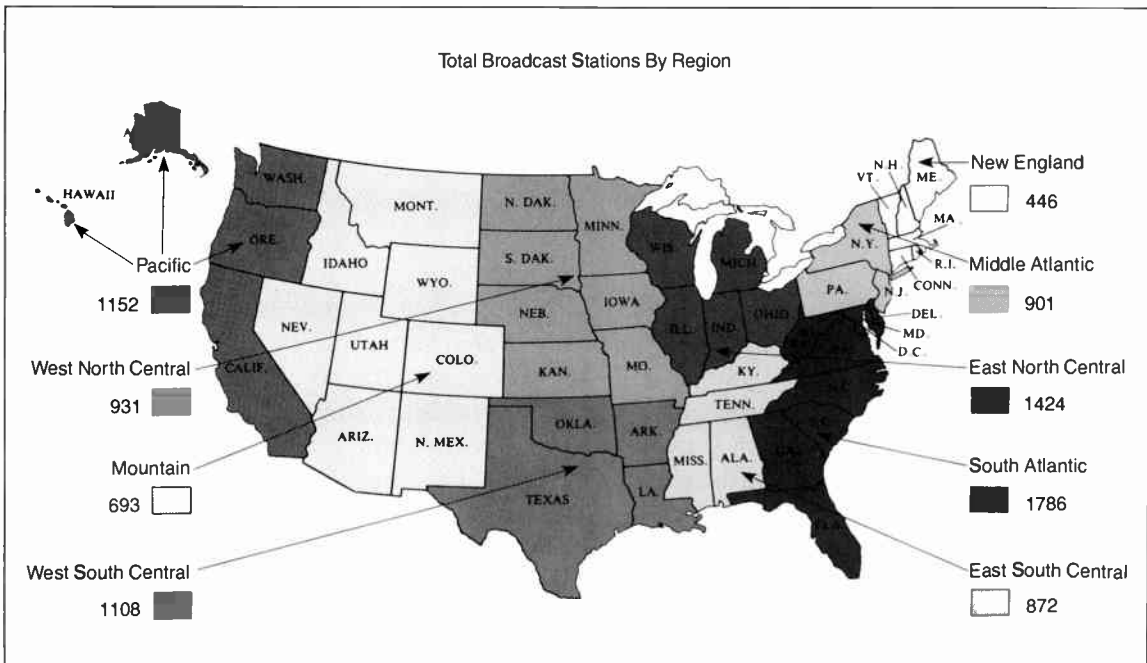 Total Broadcast Stations By Region
A
HAWAII
Pacific
1152
West North Central
931
Mountain
693
West South Central
1108
WASH.
ORE.
CALIF.
IDAHO
NEV.
MONT.
WYO.
UTAH
COLO.
ARIZ.
N. MEX.
N. DAK.
S. DAK.
NEB.
KAN.
OKLA.
TEXAS
MINN.
IOWA
MO.
ARK.
LA.
WIS.
ILL.
MICH.
IND.
OHIO
KY.
TENN.
MISS.
ALA.
GA.
FLA.
PA.
N.Y.
N.J.
VT.
N.H.
ME.
MA.
R.I.
CONN.
DEL.
MD.
D.C.
New England
446
Middle Atlantic
901
East North Central
1424
South Atlantic
1786
East South Central
872